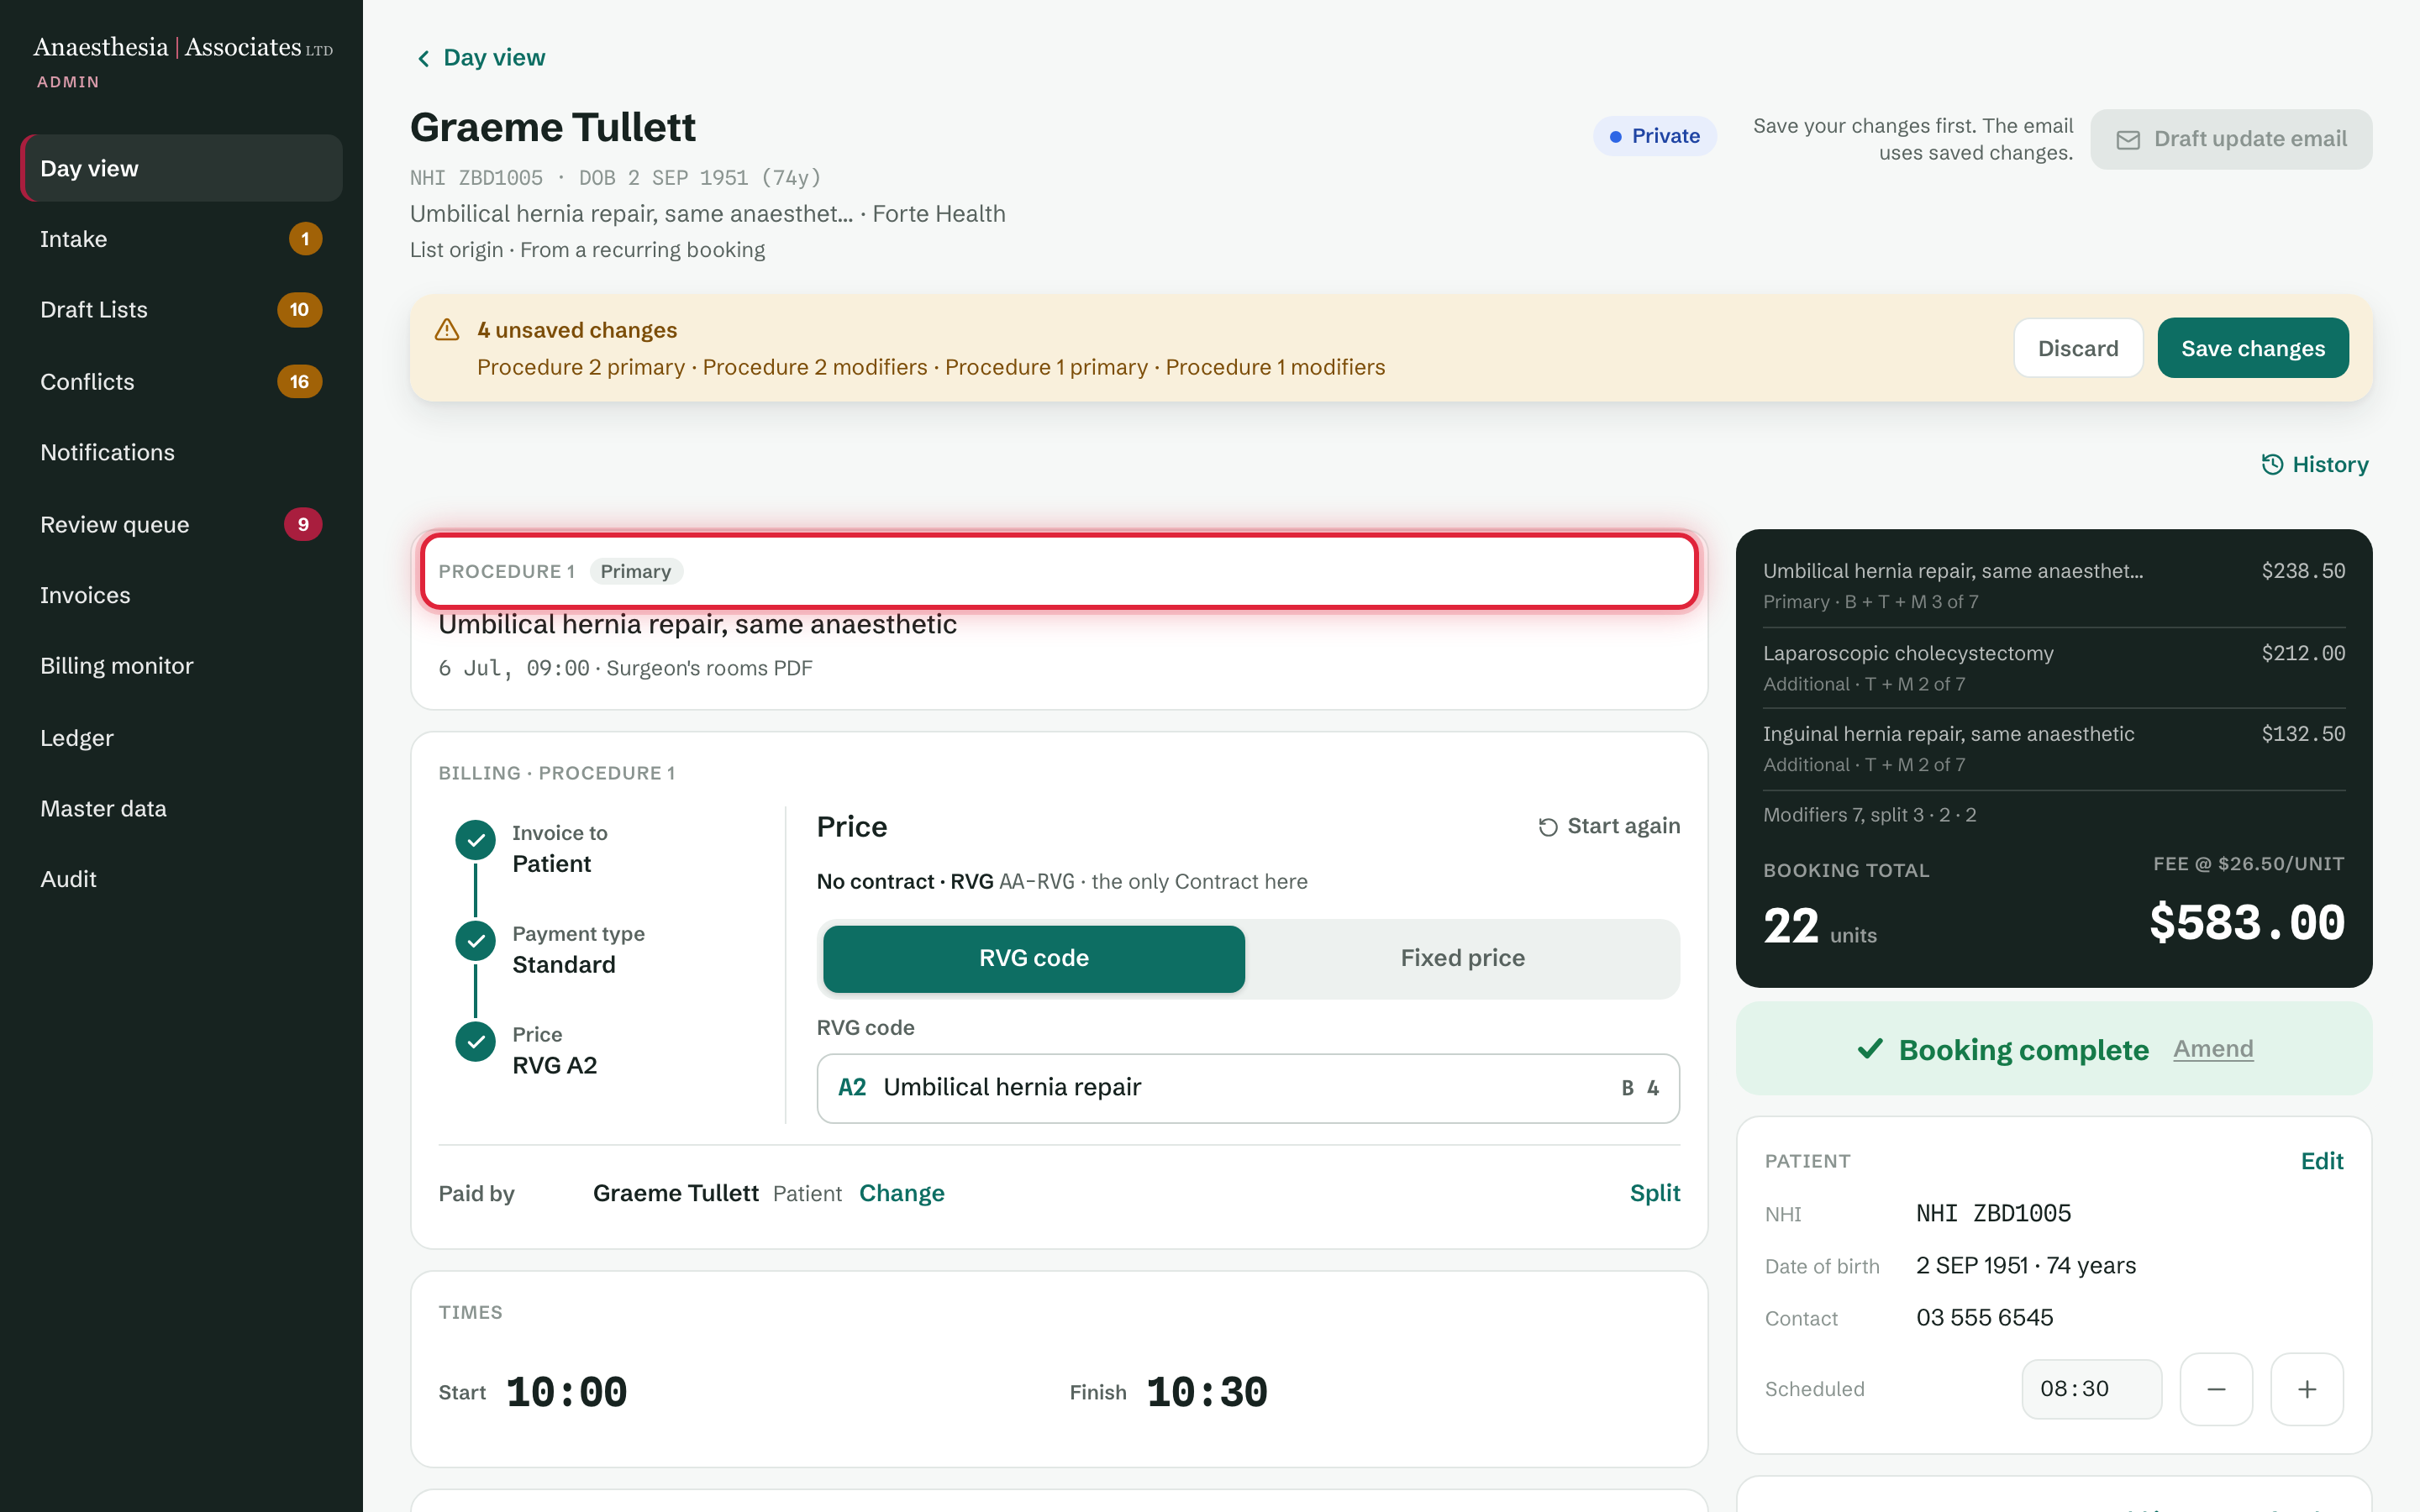 Anaesthesia | Associates LTD
ADMIN
Day view
Intake 1
Draft Lists 10
Conflicts 16
Notifications
Review queue 9
Invoices
Billing monitor
Ledger
Master data
Audit
Day view
Graeme Tullett
NHI ZBD1005 · DOB 2 SEP 1951 (74y)
Umbilical hernia repair, same anaesthet... · Forte Health
List origin · From a recurring booking
Private
Save your changes first. The email
uses saved changes.
Draft update email
4 unsaved changes
Procedure 2 primary · Procedure 2 modifiers · Procedure 1 primary · Procedure 1 modifiers
Discard
Save changes
History
PROCEDURE 1 Primary
Umbilical hernia repair, same anaesthetic
6 Jul, 09:00 · Surgeon's rooms PDF
BILLING · PROCEDURE 1
Invoice to
Patient
Payment type
Standard
Price
RVG A2
Price
Start again
No contract · RVG AA-RVG · the only Contract here
RVG code
Fixed price
RVG code
A2 Umbilical hernia repair B 4
Paid by Graeme Tullett Patient Change Split
TIMES
Start 10:00 Finish 10:30
Umbilical hernia repair, same anaesthet... $238.50
Primary · B + T + M 3 of 7
Laparoscopic cholecystectomy $212.00
Additional · T + M 2 of 7
Inguinal hernia repair, same anaesthetic $132.50
Additional · T + M 2 of 7
Modifiers 7, split 3 · 2 · 2
BOOKING TOTAL FEE @ $26.50/UNIT
22 units $583.00
Booking complete Amend
PATIENT Edit
NHI NHI ZBD1005
Date of birth 2 SEP 1951 · 74 years
Contact 03 555 6545
Scheduled 08:30 − +